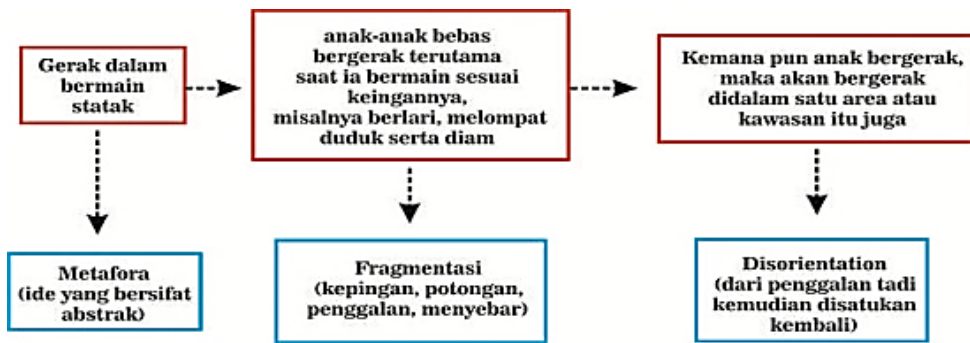 Gerak dalam
bermain
statak
anak-anak bebas
bergerak terutama
saat ia bermain sesuai
keingannya,
misalnya berlari, melompat
duduk serta diam
Kemana pun anak bergerak,
maka akan bergerak
didalam satu area atau
kawasan itu juga
Metafora
(ide yang bersifat
abstrak)
Fragmentasi
(kepingan, potongan,
penggalan, menyebar)
Disorientation
(dari penggalan tadi
kemudian disatukan
kembali)